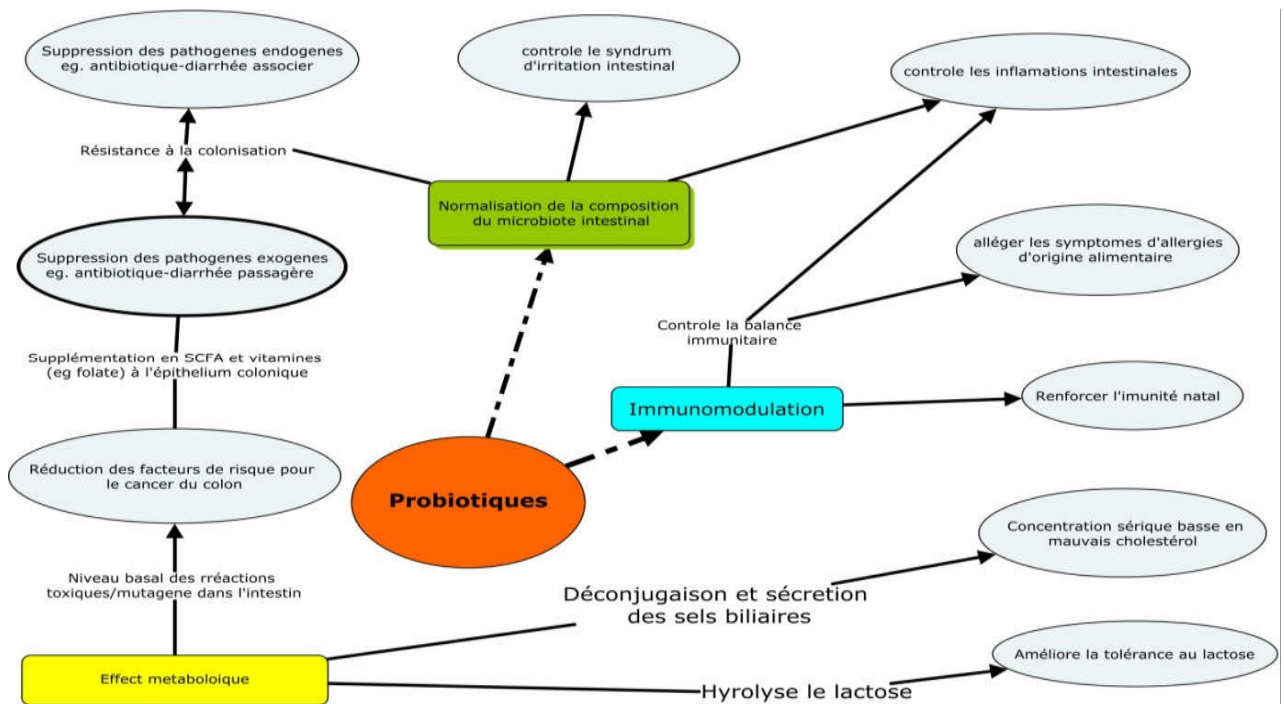 Suppression des pathogenes endogenes
eg. antibiotique-diarrhée associer
controle le syndrum
d'irritation intestinal
controle les inflamations intestinales
Résistance à la colonisation
Normalisation de la composition
du microbiote intestinal
Suppression des pathogenes exogenes
eg. antibiotique-diarrhée passagère
alléger les symptomes d'allergies
d'origine alimentaire
Controle la balance
immunitaire
Supplémentation en SCFA et vitamines
(eg folate) à l'épithelium colonique
Immunomodulation
Renforcer l'imunité natal
Réduction des facteurs de risque pour
le cancer du colon
Probiotiques
Concentration sérique basse en
mauvais cholestérol
Niveau basal des rréactions
toxiques/mutagene dans l'intestin
Déconjugaison et sécretion
des sels biliaires
Améliore la tolérance au lactose
Effect metaboloique
Hyrolyse le lactose